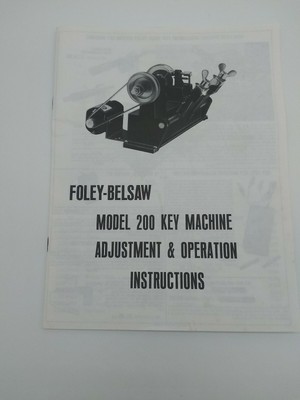 FOLEY-BELSAW
MODEL 200 KEY MACHINE
ADJUSTMENT & OPERATION
INSTRUCTIONS